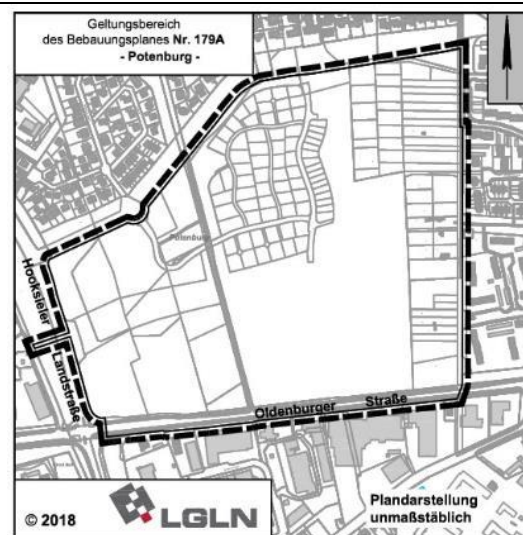 Geltungsbereich
des Bebauungsplanes Nr. 179A
- Potenburg -
Potenburg
Hooksieler
Landstraße
Oldenburger Straße
© 2018
LGLN
Plandarstellung
unmaßstäblich